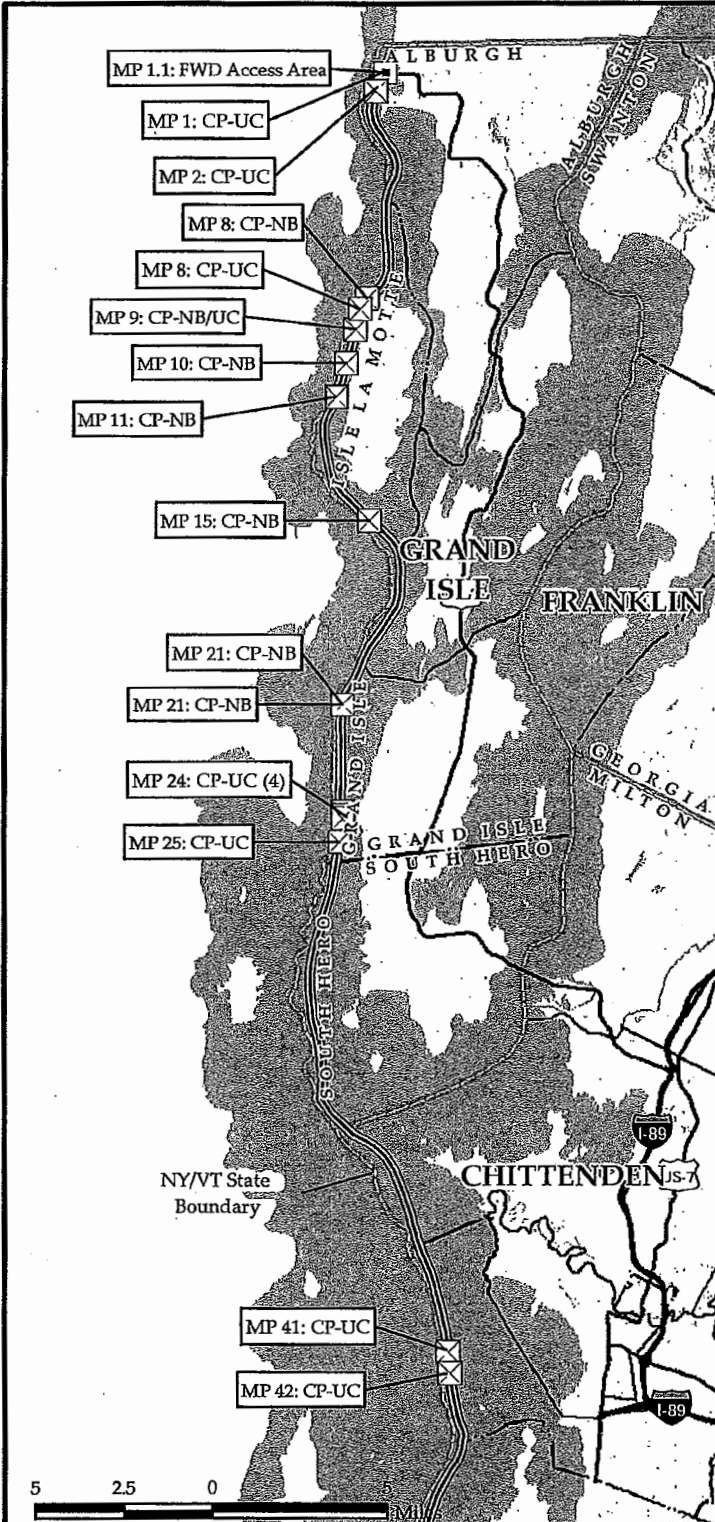 ALBURGH
MP 1.1: FWD Access Area
ALBURGH
SWANTON
MP 1: CP-UC
MP 2: CP-UC
MP 8: CP-NB
MP 8: CP-UC
MP 9: CP-NB/UC
MP 10: CP-NB
MP 11: CP-NB
ISLE LA MOTTE
MP 15: CP-NB
GRAND
ISLE
FRANKLIN
MP 21: CP-NB
MP 21: CP-NB
GRAND ISLE
MP 24: CP-UC (4)
MP 25: CP-UC
GEORGIA
MILTON
GRAND ISLE
SOUTH HERO
SOUTH HERO
I-89
NY/VT State
Boundary
CHITTENDEN
US-7
MP 41: CP-UC
MP 42: CP-UC
I-89
5 2.5 0 5
Miles